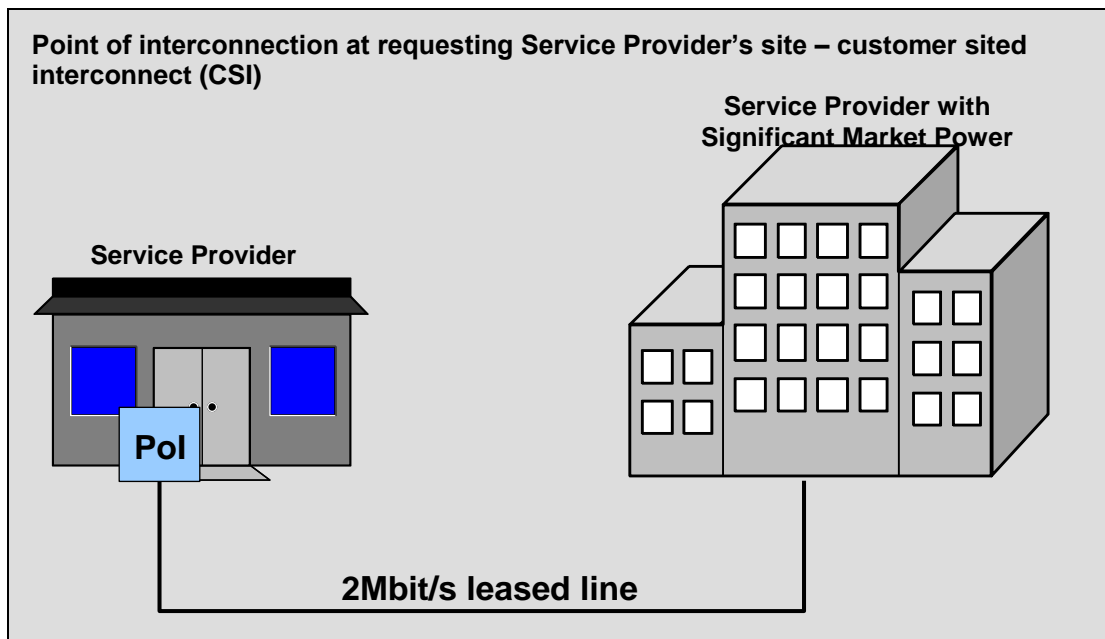 Point of interconnection at requesting Service Provider’s site – customer sited
interconnect (CSI)
Service Provider with
Significant Market Power
Service Provider
PoI
2Mbit/s leased line